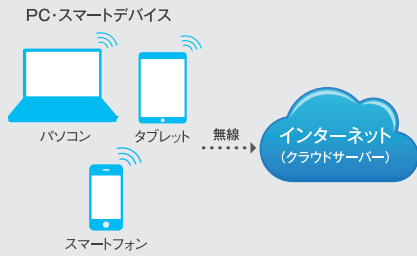 PC・スマートデバイス
パソコン
タブレット
無線
インターネット
(クラウドサーバー)
スマートフォン